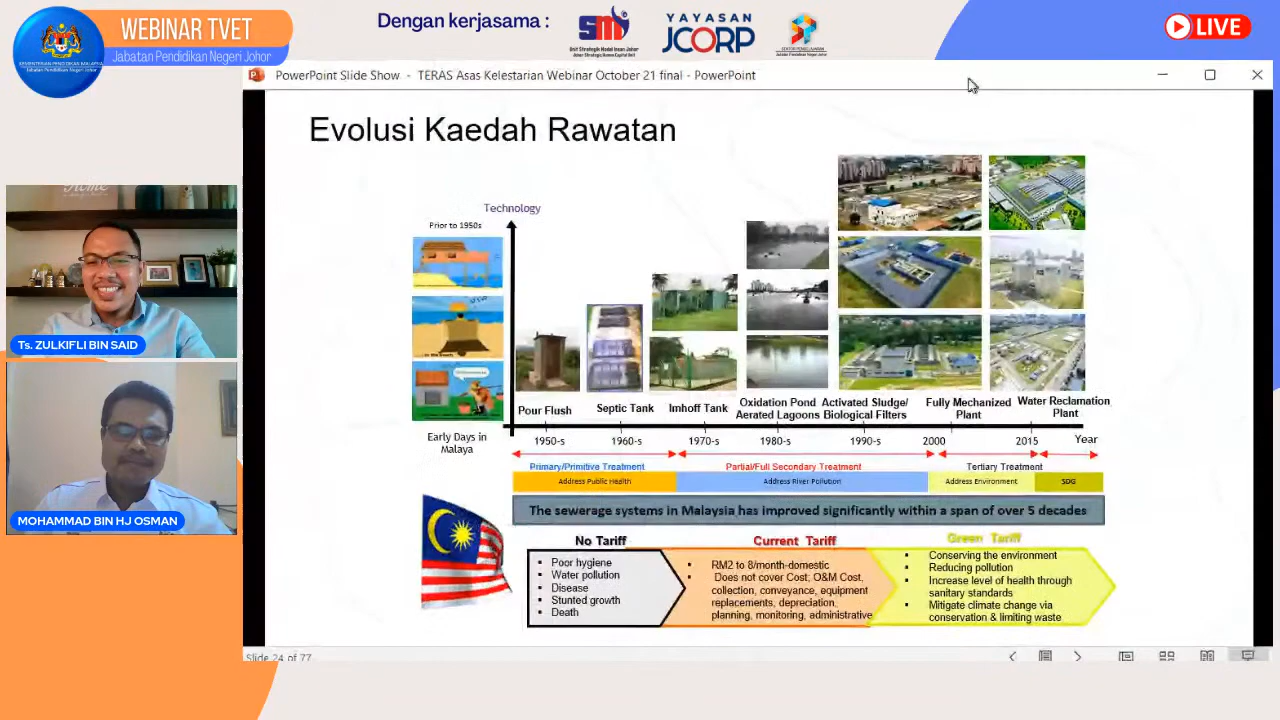 WEBINAR TVET
Jabatan Pendidikan Negeri Johor
KEMENTERIAN PENDIDIKAN MALAYSIA
Jabatan Pendidikan Negeri Johor
Dengan kerjasama :
YAYASAN
JCORP
LIVE
PowerPoint Slide Show - TERAS Asas Kelestarian Webinar October 21 final - PowerPoint
Evolusi Kaedah Rawatan
Technology
Prior to 1950s
Early Days in
Malaya
Pour Flush
Septic Tank
Imhoff Tank
Oxidation Pond
Aerated Lagoons
Activated Sludge/
Biological Filters
Fully Mechanized
Plant
Water Reclamation
Plant
1950-s
1960-s
1970-s
1980-s
1990-s
2000
2015
Year
Primary/Primitive Treatment
Partial/Full Secondary Treatment
Tertiary Treatment
Address Public Health
Address River Pollution
Address Environment
SDG
The sewerage systems in Malaysia has improved significantly within a span of over 5 decades
No Tariff
Poor hygiene
Water pollution
Disease
Stunted growth
Death
Current Tariff
RM2 to 8/month-domestic
Does not cover Cost; O&M Cost,
collection, conveyance, equipment
replacements, depreciation,
planning, monitoring, administrative
Green Tariff
Conserving the environment
Reducing pollution
Increase level of health through
sanitary standards
Mitigate climate change via
conservation & limiting waste
Ts. ZULKIFLI BIN SAID
MOHAMMAD BIN HJ OSMAN
Slide 24 of 77